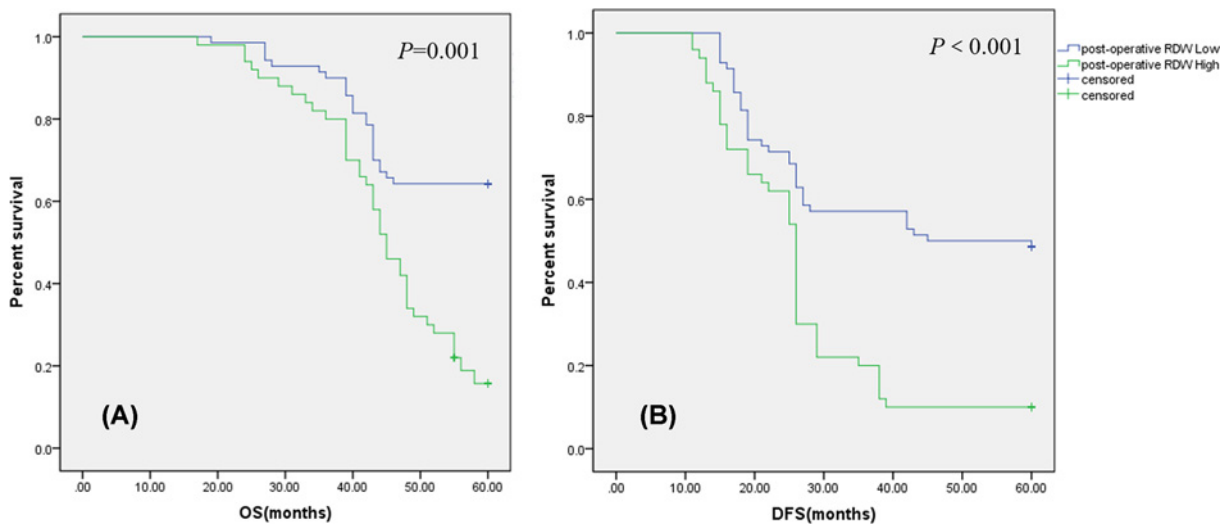 P=0.001
1.0
0.8
0.6
0.4
0.2
0.0
Percent survival
(A)
.00 10.00 20.00 30.00 40.00 50.00 60.00
OS(months)
P < 0.001
1.0
0.8
0.6
0.4
0.2
0.0
Percent survival
(B)
.00 10.00 20.00 30.00 40.00 50.00 60.00
DFS(months)
post-operative RDW Low
post-operative RDW High
censored
censored